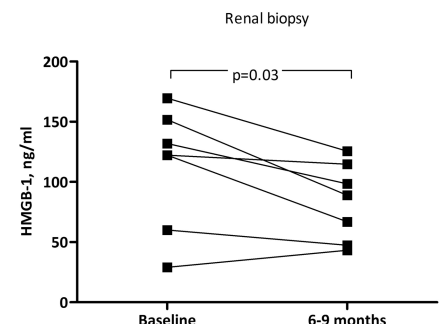 Renal biopsy
200
p=0.03
150
100
50
0
HMGB-1, ng/ml
Baseline
6-9 months